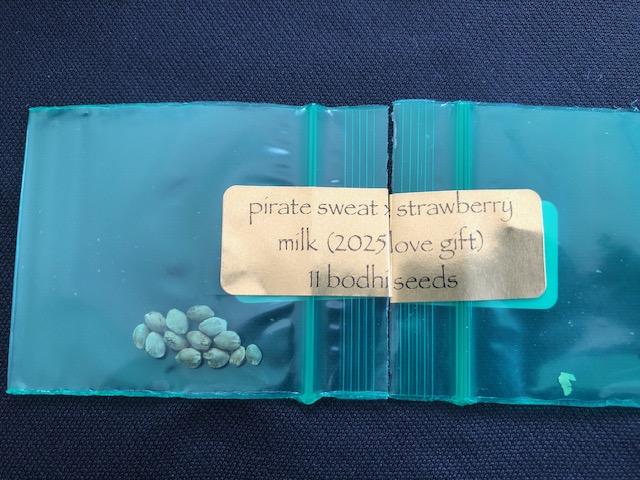 pirate sweat x strawberry
milk (2025 love gift)
11 bodhi seeds